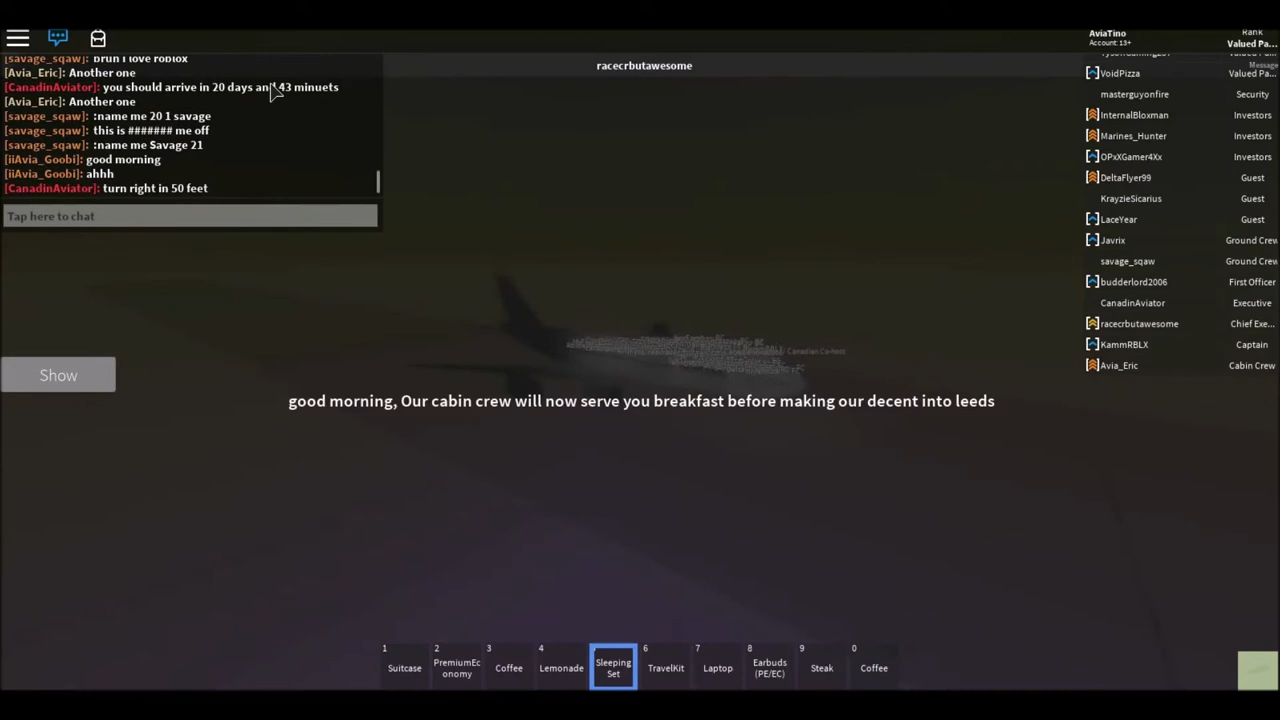 AviaTino
Account: 13+
Rank
Valued Pa...
[savage_sqaw]: bruh i love roblox
[Avia_Eric]: Another one
[CanadinAviator]: you should arrive in 20 days and 43 minuets
[Avia_Eric]: Another one
[savage_sqaw]: :name me 20 1 savage
[savage_sqaw]: this is ####### me off
[savage_sqaw]: :name me Savage 21
[iiAvia_Goobi]: good morning
[iiAvia_Goobi]: ahhh
[CanadinAviator]: turn right in 50 feet
Tap here to chat
racecrbutawesome
Message
VoidPizza Valued Pa...
masterguyonfire Security
InternalBloxman Investors
Marines_Hunter Investors
OPxXGamer4Xx Investors
DeltaFlyer99 Guest
KrayzieSicarius Guest
LaceYear Guest
Javrix Ground Crew
savage_sqaw Ground Crew
budderlord2006 First Officer
CanadinAviator Executive
racecrbutawesome Chief Exe...
KammRBLX Captain
Avia_Eric Cabin Crew
Show
good morning, Our cabin crew will now serve you breakfast before making our decent into leeds
1 Suitcase
2 PremiumEc
onomy
3 Coffee
4 Lemonade
Sleeping
Set
6 TravelKit
7 Laptop
8 Earbuds
(PE/EC)
9 Steak
0 Coffee